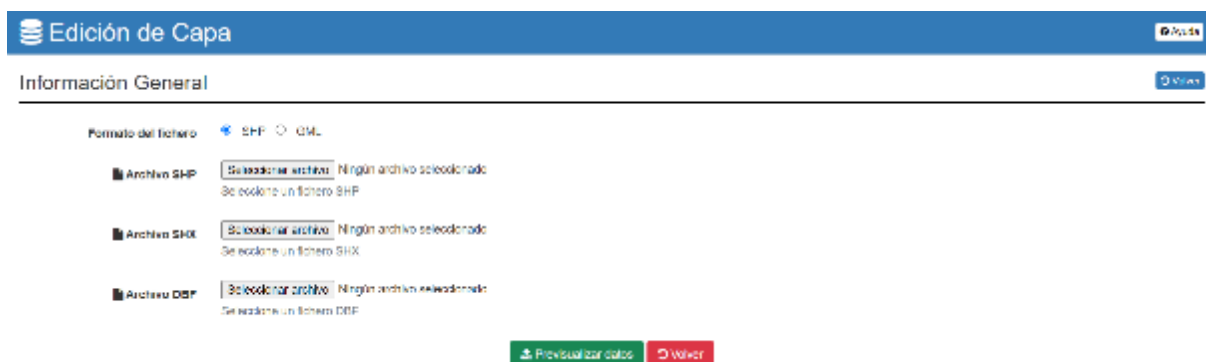 Edición de Capa
Ayuda
Información General
Volver
Formato del fichero SHP GML
Archivo SHP Seleccionar archivo Ningún archivo seleccionado
Seleccione un fichero SHP
Archivo SHX Seleccionar archivo Ningún archivo seleccionado
Seleccione un fichero SHX
Archivo DBF Seleccionar archivo Ningún archivo seleccionado
Seleccione un fichero DBF
Previsualizar datos Volver